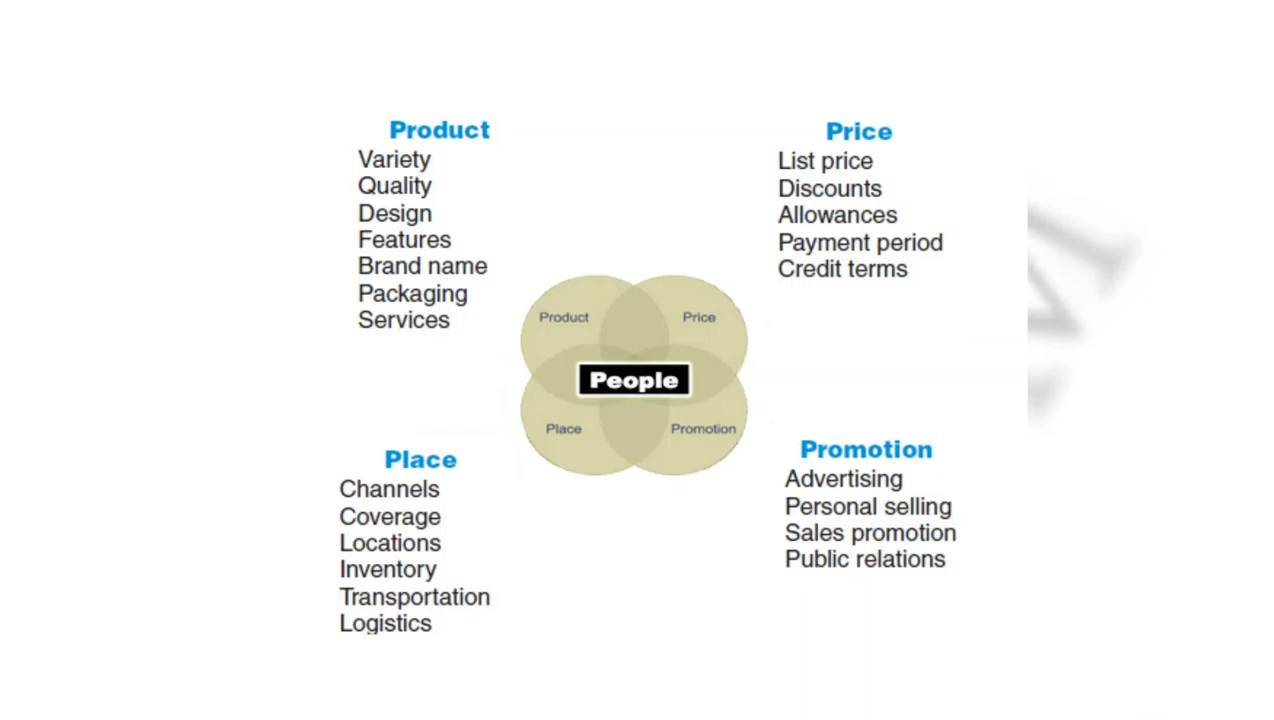 Product
Variety
Quality
Design
Features
Brand name
Packaging
Services
Price
List price
Discounts
Allowances
Payment period
Credit terms
Product
Price
People
Place
Promotion
Place
Channels
Coverage
Locations
Inventory
Transportation
Logistics
Promotion
Advertising
Personal selling
Sales promotion
Public relations